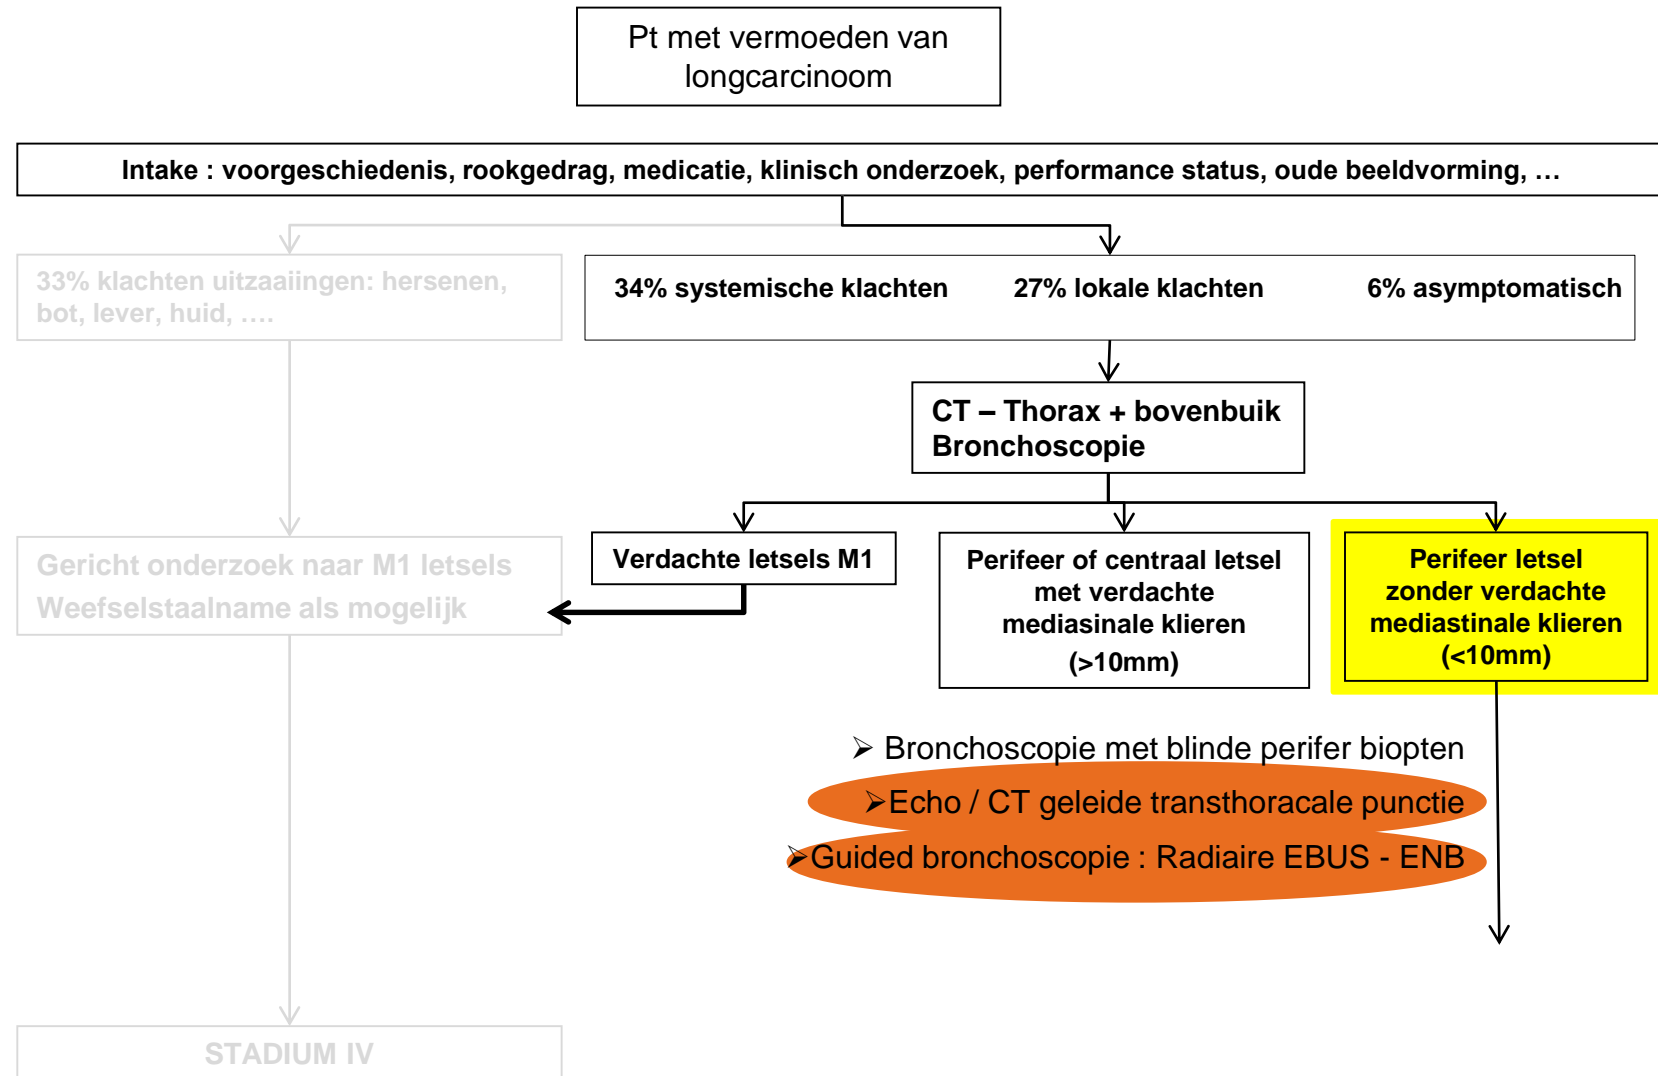 Pt met vermoeden van
longcarcinoom
Intake : voorgeschiedenis, rookgedrag, medicatie, klinisch onderzoek, performance status, oude beeldvorming, …
33% klachten uitzaaiingen: hersenen,
bot, lever, huid, ….
34% systemische klachten 27% lokale klachten 6% asymptomatisch
CT – Thorax + bovenbuik
Bronchoscopie
Gericht onderzoek naar M1 letsels
Weefselstaalname als mogelijk
Verdachte letsels M1
Perifeer of centraal letsel
met verdachte
mediasinale klieren
(>10mm)
Perifeer letsel
zonder verdachte
mediastinale klieren
(<10mm)
➢ Bronchoscopie met blinde perifer biopten
➢Echo / CT geleide transthoracale punctie
➢Guided bronchoscopie : Radiaire EBUS - ENB
STADIUM IV